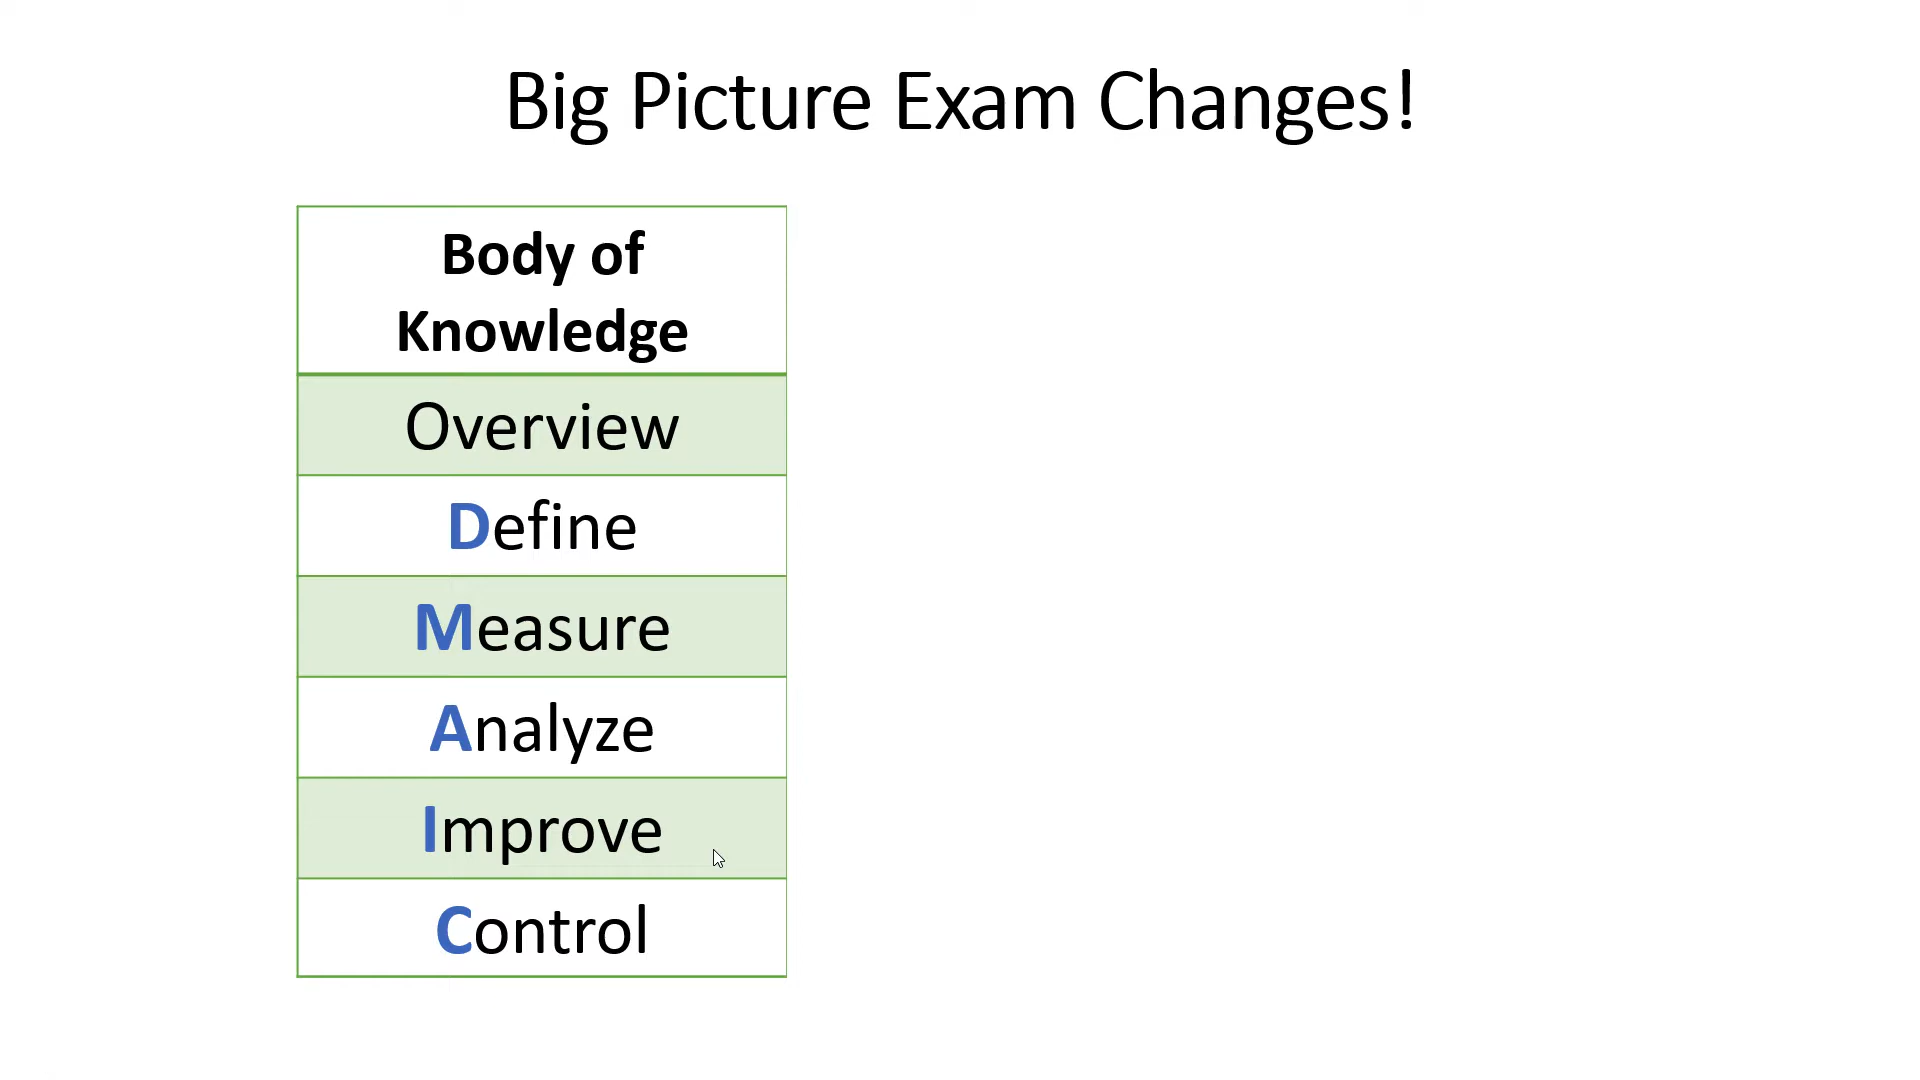 Big Picture Exam Changes!
Body of
Knowledge
Overview
Define
Measure
Analyze
Improve
Control